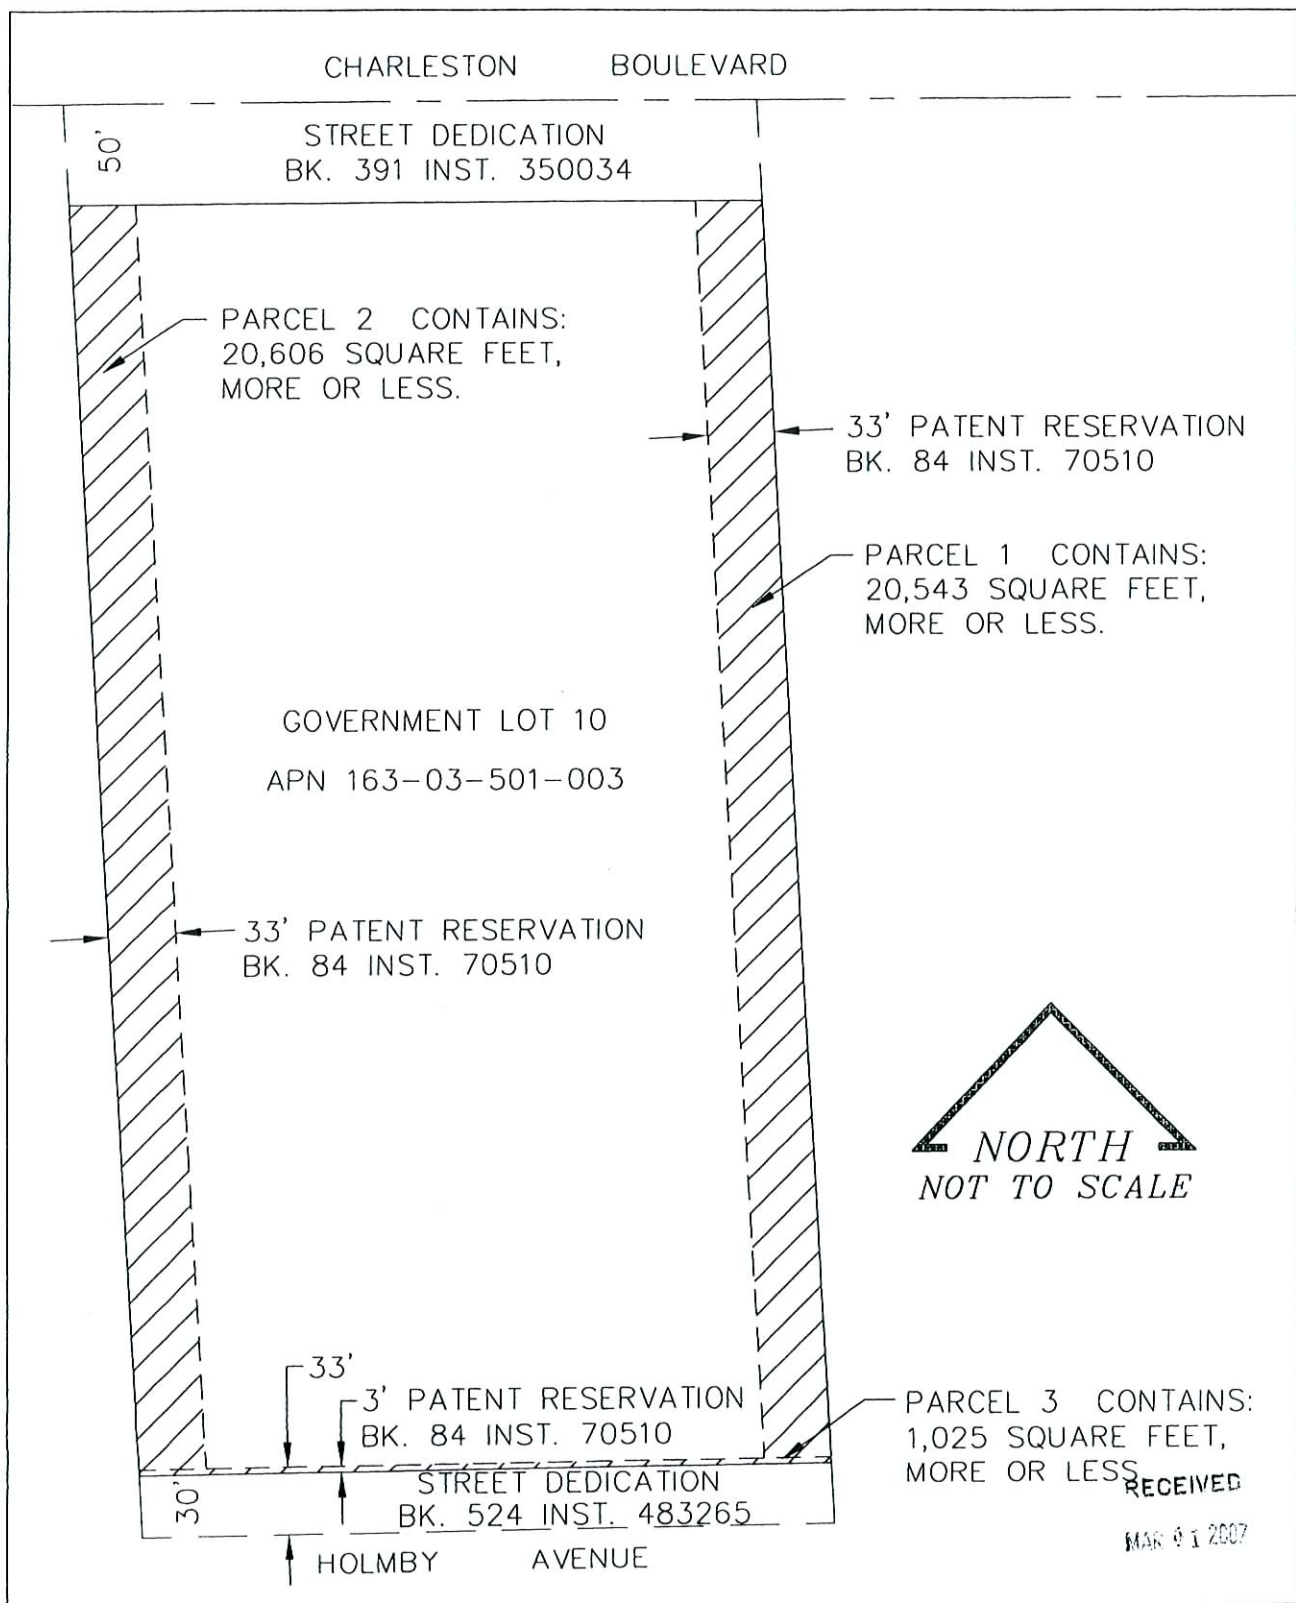 CHARLESTON BOULEVARD
50'
STREET DEDICATION
BK. 391 INST. 350034
PARCEL 2 CONTAINS:
20,606 SQUARE FEET,
MORE OR LESS.
33' PATENT RESERVATION
BK. 84 INST. 70510
PARCEL 1 CONTAINS:
20,543 SQUARE FEET,
MORE OR LESS.
GOVERNMENT LOT 10
APN 163-03-501-003
33' PATENT RESERVATION
BK. 84 INST. 70510
NORTH
NOT TO SCALE
33'
3' PATENT RESERVATION
BK. 84 INST. 70510
PARCEL 3 CONTAINS:
1,025 SQUARE FEET,
MORE OR LESS
RECEIVED
MAR 01 2007
30'
STREET DEDICATION
BK. 524 INST. 483265
HOLMBY AVENUE